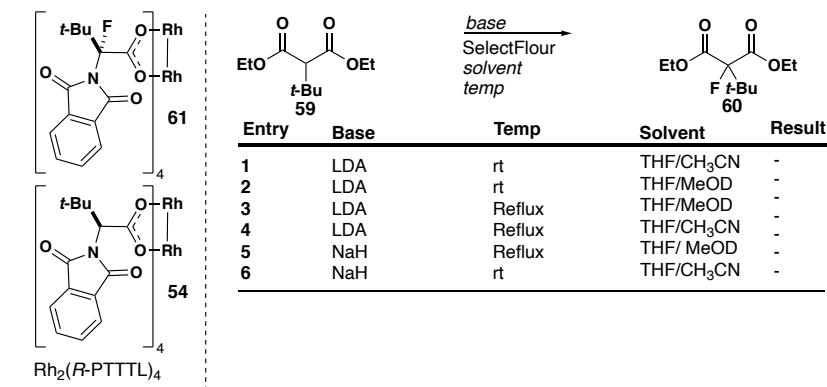 t-Bu F O Rh
O Rh
O N O
61
4
t-Bu O Rh
O Rh
O N O
54
4
Rh2(R-PTTTL)4
O O
EtO OEt
t-Bu
59
base
SelectFlour
solvent
temp
O O
EtO OEt
F t-Bu
60
Entry Base Temp Solvent Result
1 LDA rt THF/CH3CN -
2 LDA rt THF/MeOD -
3 LDA Reflux THF/MeOD -
4 LDA Reflux THF/CH3CN -
5 NaH Reflux THF/ MeOD -
6 NaH rt THF/CH3CN -